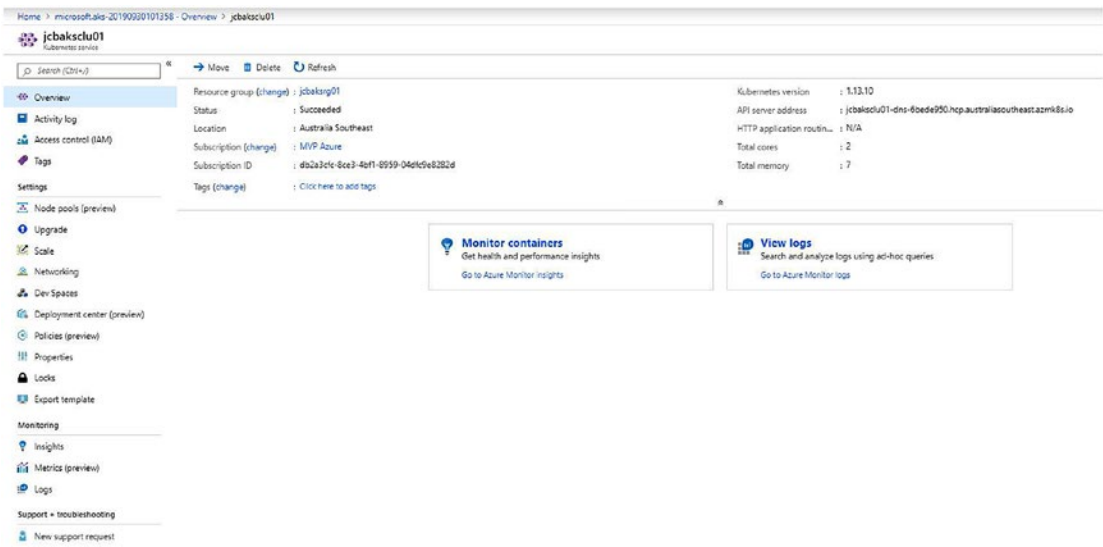 Home > microsoft.aks-20190930101358 - Overview > jcbaksclu01
jcbaksclu01
Kubernetes service
Search (Ctrl+/)
«
Move Delete Refresh
Overview
Activity log
Access control (IAM)
Tags
Settings
Node pools (preview)
Upgrade
Scale
Networking
Dev Spaces
Deployment center (preview)
Policies (preview)
Properties
Locks
Export template
Monitoring
Insights
Metrics (preview)
Logs
Support + troubleshooting
New support request
Resource group (change) : jcbaksrg01
Status : Succeeded
Location : Australia Southeast
Subscription (change) : MVP Azure
Subscription ID : db2a3cfc-8ce3-4bf1-8959-04dfc9e8282d
Tags (change) : Click here to add tags
Kubernetes version : 1.13.10
API server address : jcbaksclu01-dns-6bede950.hcp.australiasoutheast.azmk8s.io
HTTP application routin... : N/A
Total cores : 2
Total memory : 7
Monitor containers
Get health and performance insights
Go to Azure Monitor insights
View logs
Search and analyze logs using ad-hoc queries
Go to Azure Monitor logs